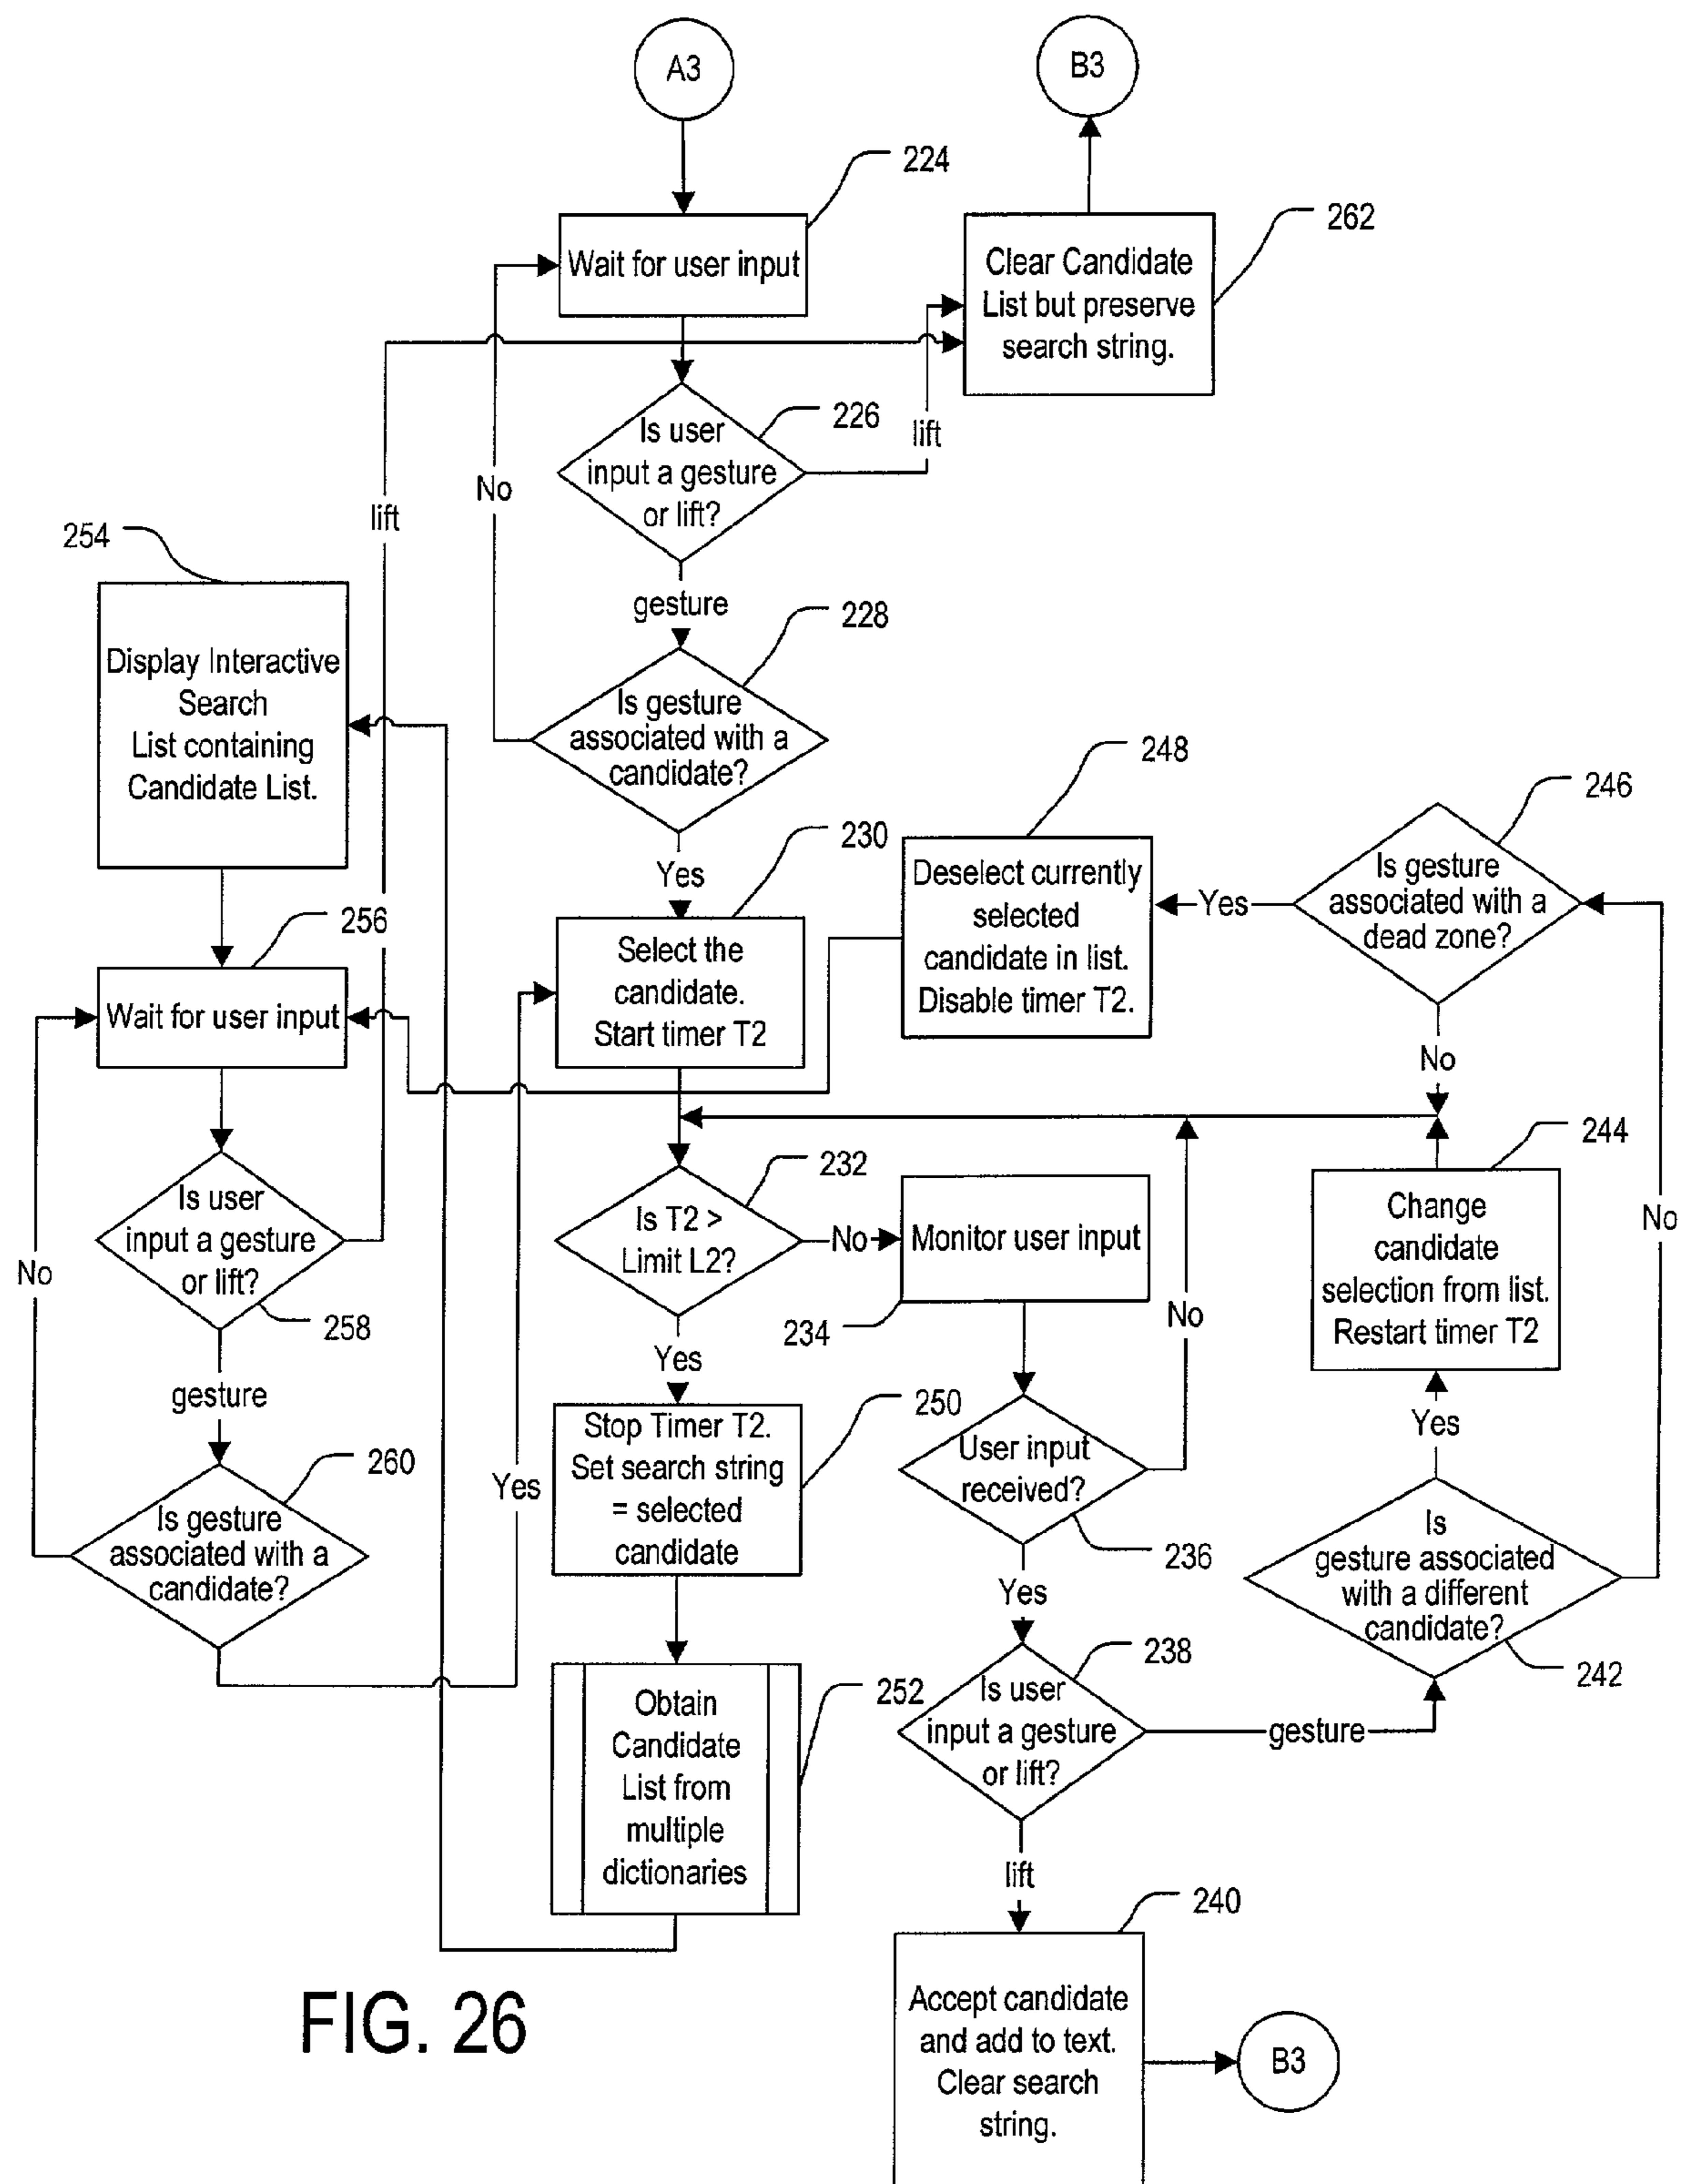 A3
B3
224
Wait for user input
262
Clear Candidate
List but preserve
search string.
226
Is user
input a gesture
or lift?
lift
No
lift
254
gesture
228
Display Interactive
Search
List containing
Candidate List.
Is gesture
associated with a
candidate?
248
246
230
Yes
Deselect currently
selected
candidate in list.
Disable timer T2.
Yes
Is gesture
associated with a
dead zone?
256
Select the
candidate.
Start timer T2
Wait for user input
No
244
232
Is user
input a gesture
or lift?
No
258
Is T2 >
Limit L2?
No
Monitor user input
234
No
Change
candidate
selection from list.
Restart timer T2
No
Yes
gesture
250
Stop Timer T2.
Set search string
= selected
candidate
Yes
User input
received?
236
Yes
260
Is gesture
associated with a
candidate?
Is
gesture associated
with a different
candidate?
242
Yes
238
252
Obtain
Candidate
List from
multiple
dictionaries
Is user
input a gesture
or lift?
gesture
lift
240
Accept candidate
and add to text.
Clear search
string.
B3
FIG. 26